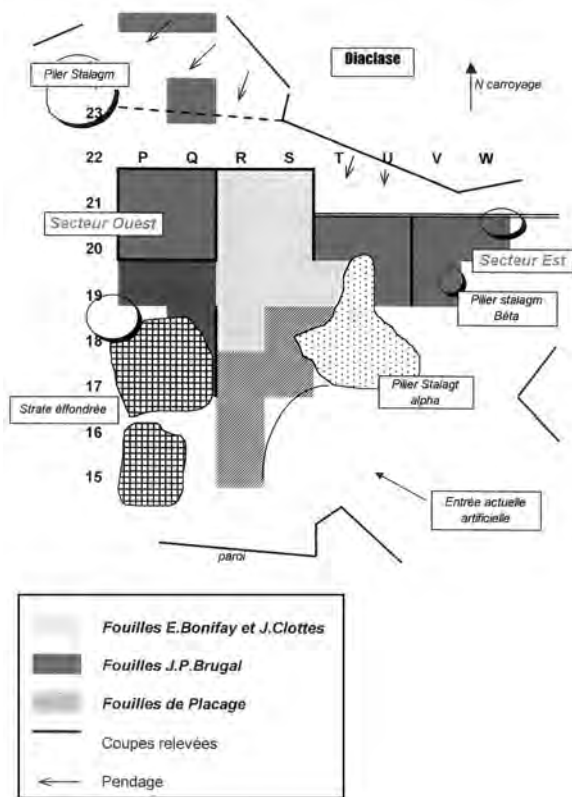 Pilier Stalagm
Diaclase
N carroyage
23
22 P Q R S T U V W
21
Secteur Ouest
20
Secteur Est
19
Pilier stalagm
Bèta
18
17
Pilier Stalagt
alpha
Strate éffondrée
16
15
Entrée actuelle
artificielle
paroi
Fouilles E.Bonifay et J.Clottes
Fouilles J.P.Brugal
Fouilles de Placage
Coupes relevées
Pendage